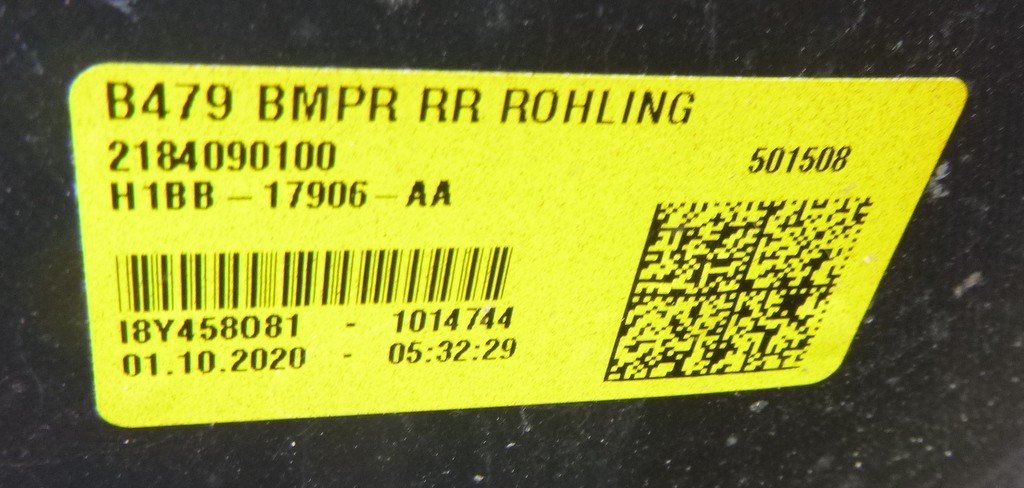 B479 BMPR RR ROHLING
2184090100
501508
H1BB - 17906 - AA
I8Y458081 - 1014744
01.10.2020 - 05:32:29